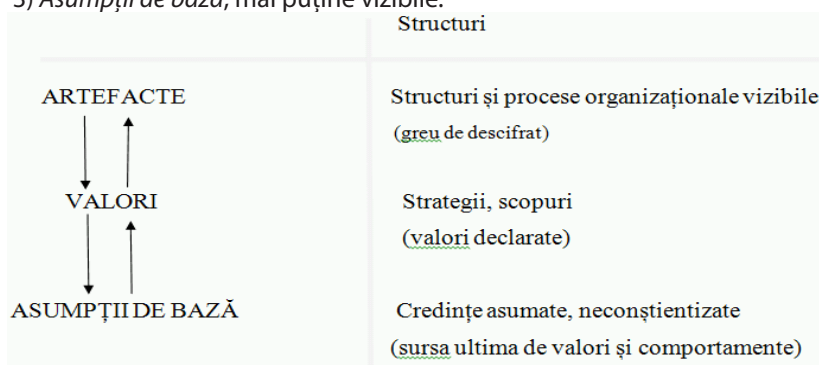 3) Asumpții de bază, mai puține vizibile.
Structuri
ARTEFACTE
Structuri și procese organizaționale vizibile
(greu de descifrat)
VALORI
Strategii, scopuri
(valori declarate)
ASUMPȚII DE BAZĂ
Credințe asumate, neconștientizate
(sursa ultima de valori și comportamente)